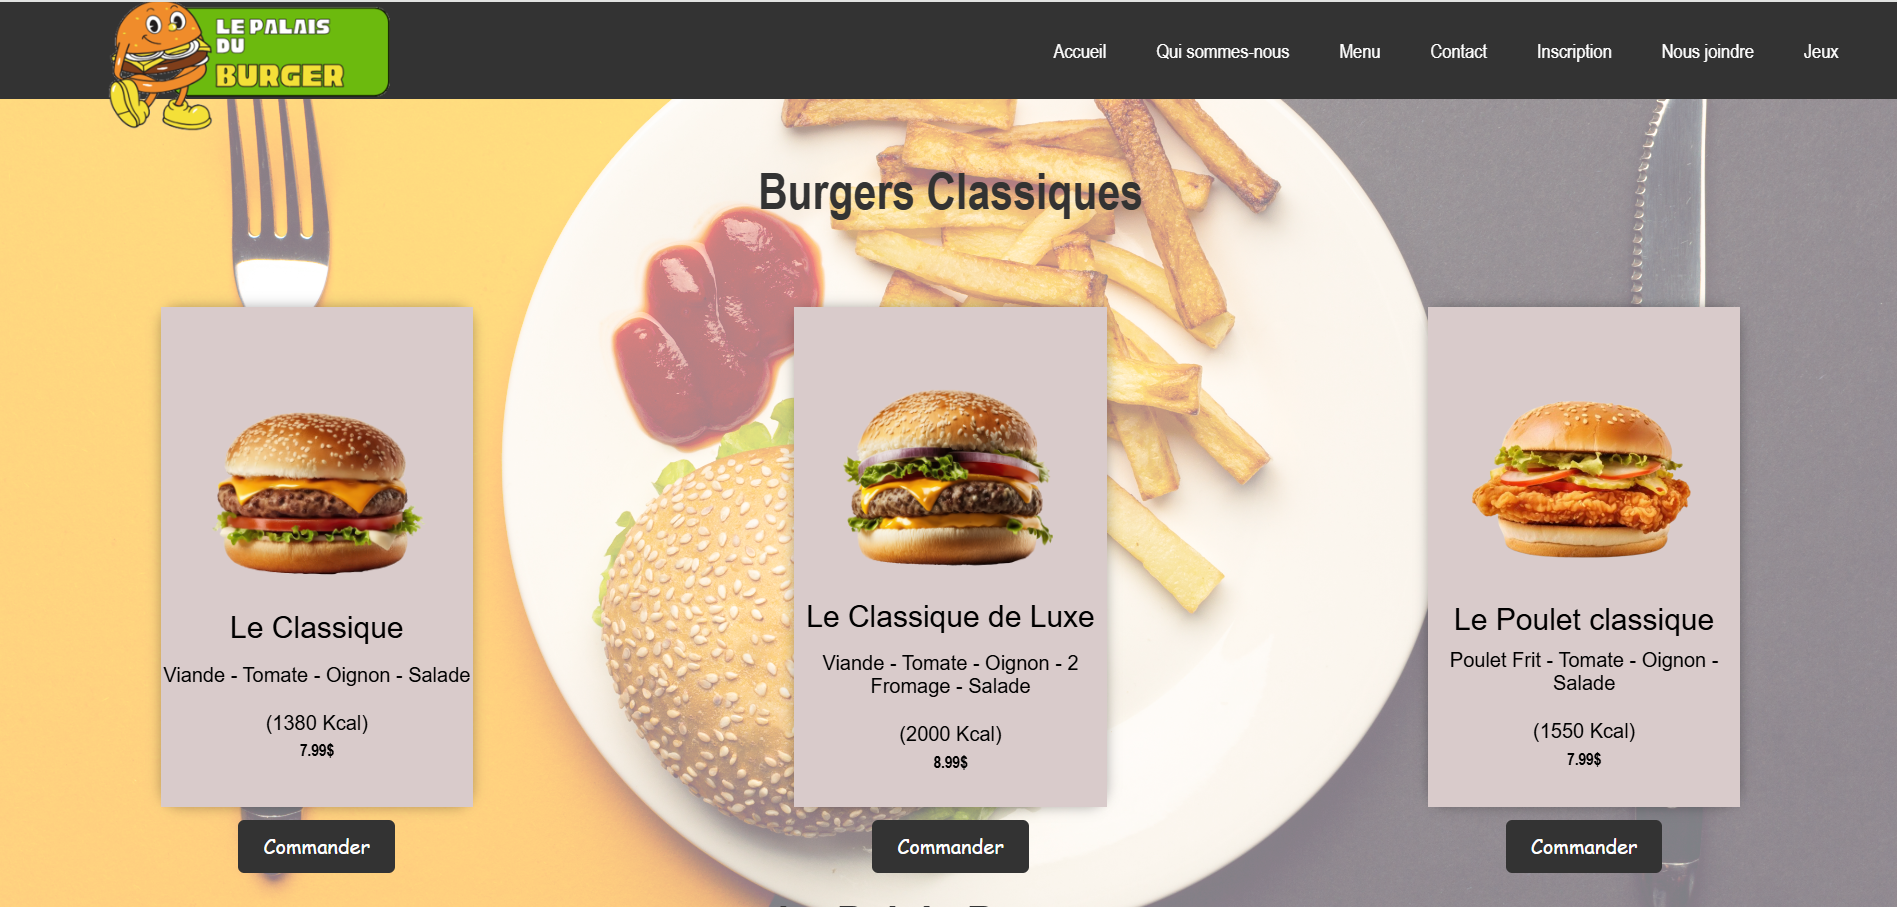 LE PALAIS
DU
BURGER
Accueil
Qui sommes-nous
Menu
Contact
Inscription
Nous joindre
Jeux
Burgers Classiques
Le Classique
Viande - Tomate - Oignon - Salade
(1380 Kcal)
7.99$
Commander
Le Classique de Luxe
Viande - Tomate - Oignon - 2
Fromage - Salade
(2000 Kcal)
8.99$
Commander
Le Poulet classique
Poulet Frit - Tomate - Oignon -
Salade
(1550 Kcal)
7.99$
Commander